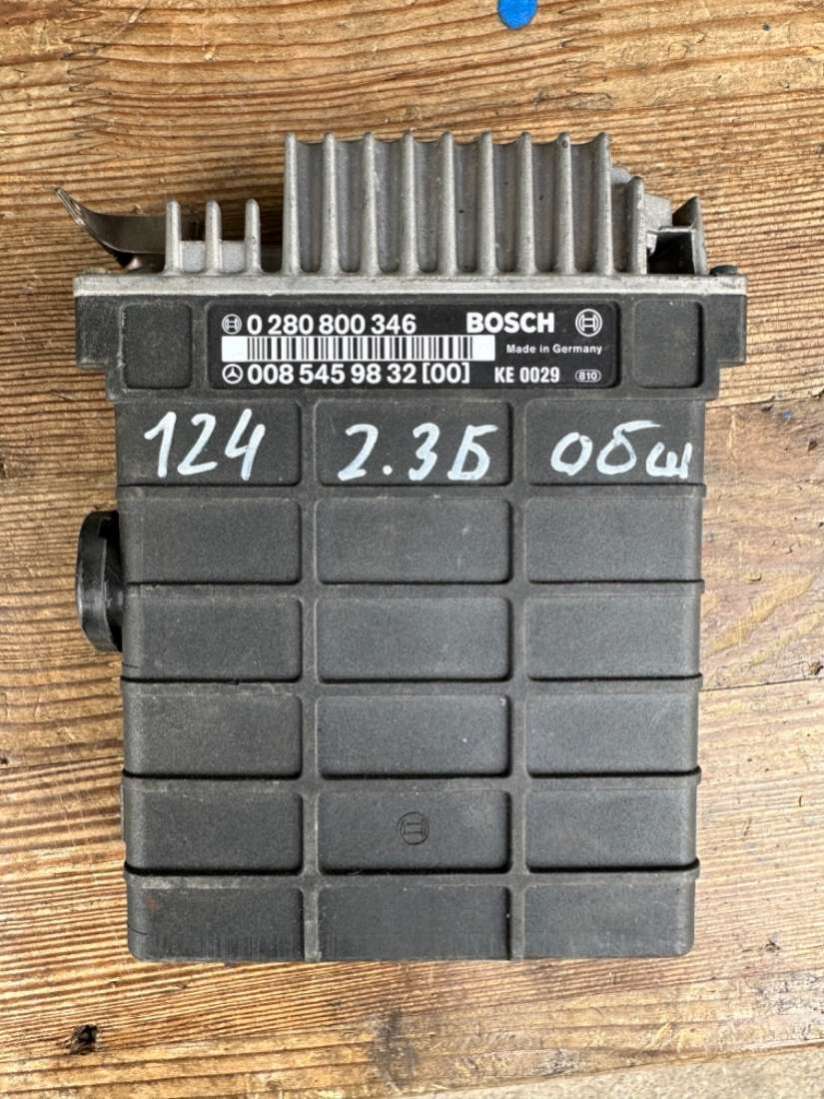 0 280 800 346 BOSCH
Made in Germany
008 545 98 32 [00] KE 0029 810
124 2.3Б обш